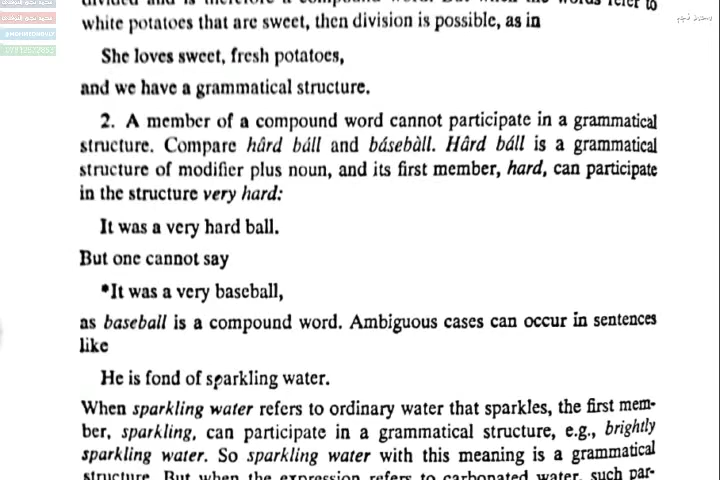 white potatoes that are sweet, then division is possible, as in
She loves sweet, fresh potatoes,
and we have a grammatical structure.
2. A member of a compound word cannot participate in a grammatical
structure. Compare hârd báll and básebàll. Hârd báll is a grammatical
structure of modifier plus noun, and its first member, hard, can participate
in the structure very hard:
It was a very hard ball.
But one cannot say
*It was a very baseball,
as baseball is a compound word. Ambiguous cases can occur in sentences
like
He is fond of sparkling water.
When sparkling water refers to ordinary water that sparkles, the first mem-
ber, sparkling, can participate in a grammatical structure, e.g., brightly
sparkling water. So sparkling water with this meaning is a grammatical
structure. But when the expression refers to carbonated water, such par-